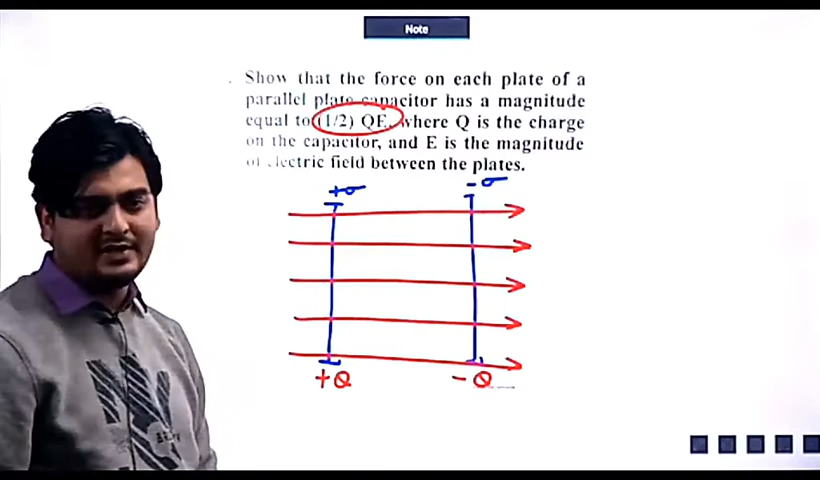 Note
Show that the force on each plate of a
parallel plate capacitor has a magnitude
equal to (1/2) QE, where Q is the charge
on the capacitor, and E is the magnitude
of electric field between the plates.
+σ -σ
+Q -Q